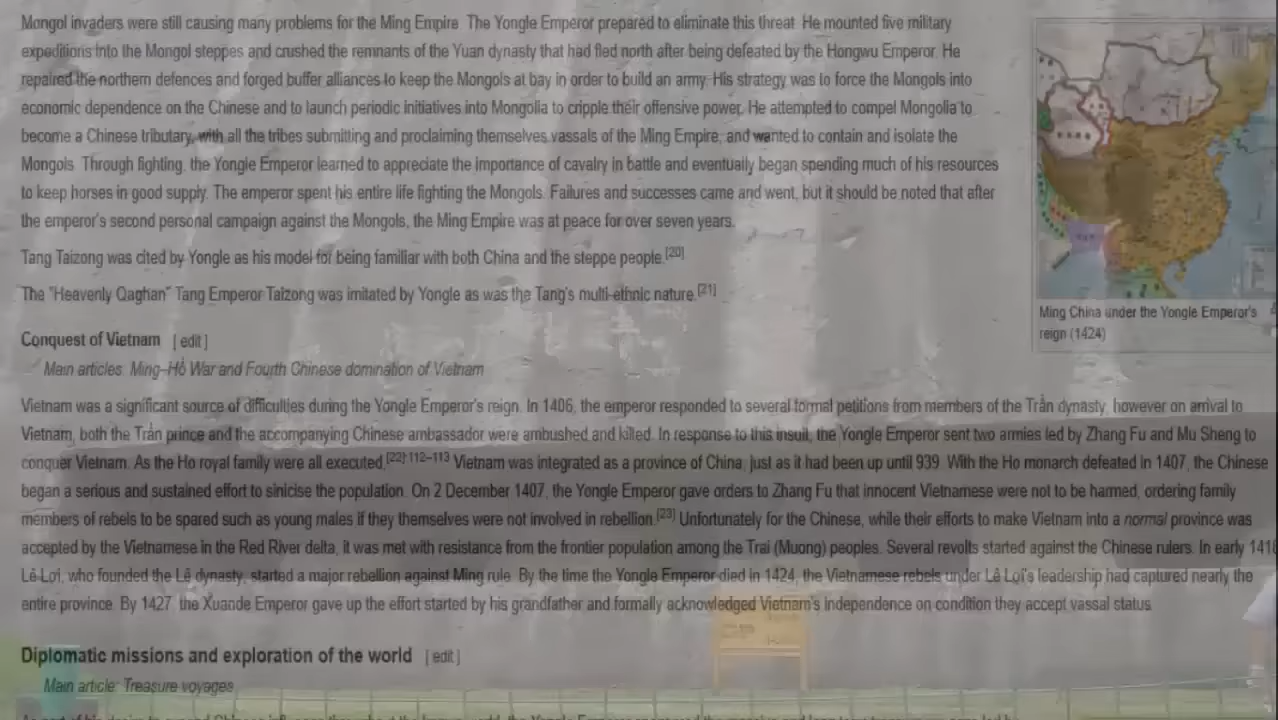 Mongol invaders were still causing many problems for the Ming Empire. The Yongle Emperor prepared to eliminate this threat. He mounted five military
expeditions into the Mongol steppes and crushed the remnants of the Yuan dynasty that had fled north after being defeated by the Hongwu Emperor. He
repaired the northern defences and forged buffer alliances to keep the Mongols at bay in order to build an army. His strategy was to force the Mongols into
economic dependence on the Chinese and to launch periodic initiatives into Mongolia to cripple their offensive power. He attempted to compel Mongolia to
become a Chinese tributary, with all the tribes submitting and proclaiming themselves vassals of the Ming Empire, and wanted to contain and isolate the
Mongols. Through fighting, the Yongle Emperor learned to appreciate the importance of cavalry in battle and eventually began spending much of his resources
to keep horses in good supply. The emperor spent his entire life fighting the Mongols. Failures and successes came and went, but it should be noted that after
the emperor's second personal campaign against the Mongols, the Ming Empire was at peace for over seven years.
Tang Taizong was cited by Yongle as his model for being familiar with both China and the steppe people.[20]
The "Heavenly Qaghan" Tang Emperor Taizong was imitated by Yongle as was the Tang's multi-ethnic nature.[21]
Ming China under the Yongle Emperor's
reign (1424)
Conquest of Vietnam [ edit ]
Main articles: Ming–Hồ War and Fourth Chinese domination of Vietnam
Vietnam was a significant source of difficulties during the Yongle Emperor's reign. In 1406, the emperor responded to several formal petitions from members of the Trần dynasty, however on arrival to
Vietnam, both the Trần prince and the accompanying Chinese ambassador were ambushed and killed. In response to this insult, the Yongle Emperor sent two armies led by Zhang Fu and Mu Sheng to
conquer Vietnam. As the Ho royal family were all executed,[22]:112–113 Vietnam was integrated as a province of China, just as it had been up until 939. With the Ho monarch defeated in 1407, the Chinese
began a serious and sustained effort to sinicise the population. On 2 December 1407, the Yongle Emperor gave orders to Zhang Fu that innocent Vietnamese were not to be harmed, ordering family
members of rebels to be spared such as young males if they themselves were not involved in rebellion.[23] Unfortunately for the Chinese, while their efforts to make Vietnam into a normal province was
accepted by the Vietnamese in the Red River delta, it was met with resistance from the frontier population among the Trai (Muong) peoples. Several revolts started against the Chinese rulers. In early 1418
Lê Lợi, who founded the Lê dynasty, started a major rebellion against Ming rule. By the time the Yongle Emperor died in 1424, the Vietnamese rebels under Lê Lợi's leadership had captured nearly the
entire province. By 1427, the Xuande Emperor gave up the effort started by his grandfather and formally acknowledged Vietnam's independence on condition they accept vassal status.
Diplomatic missions and exploration of the world [ edit ]
Main article: Treasure voyages